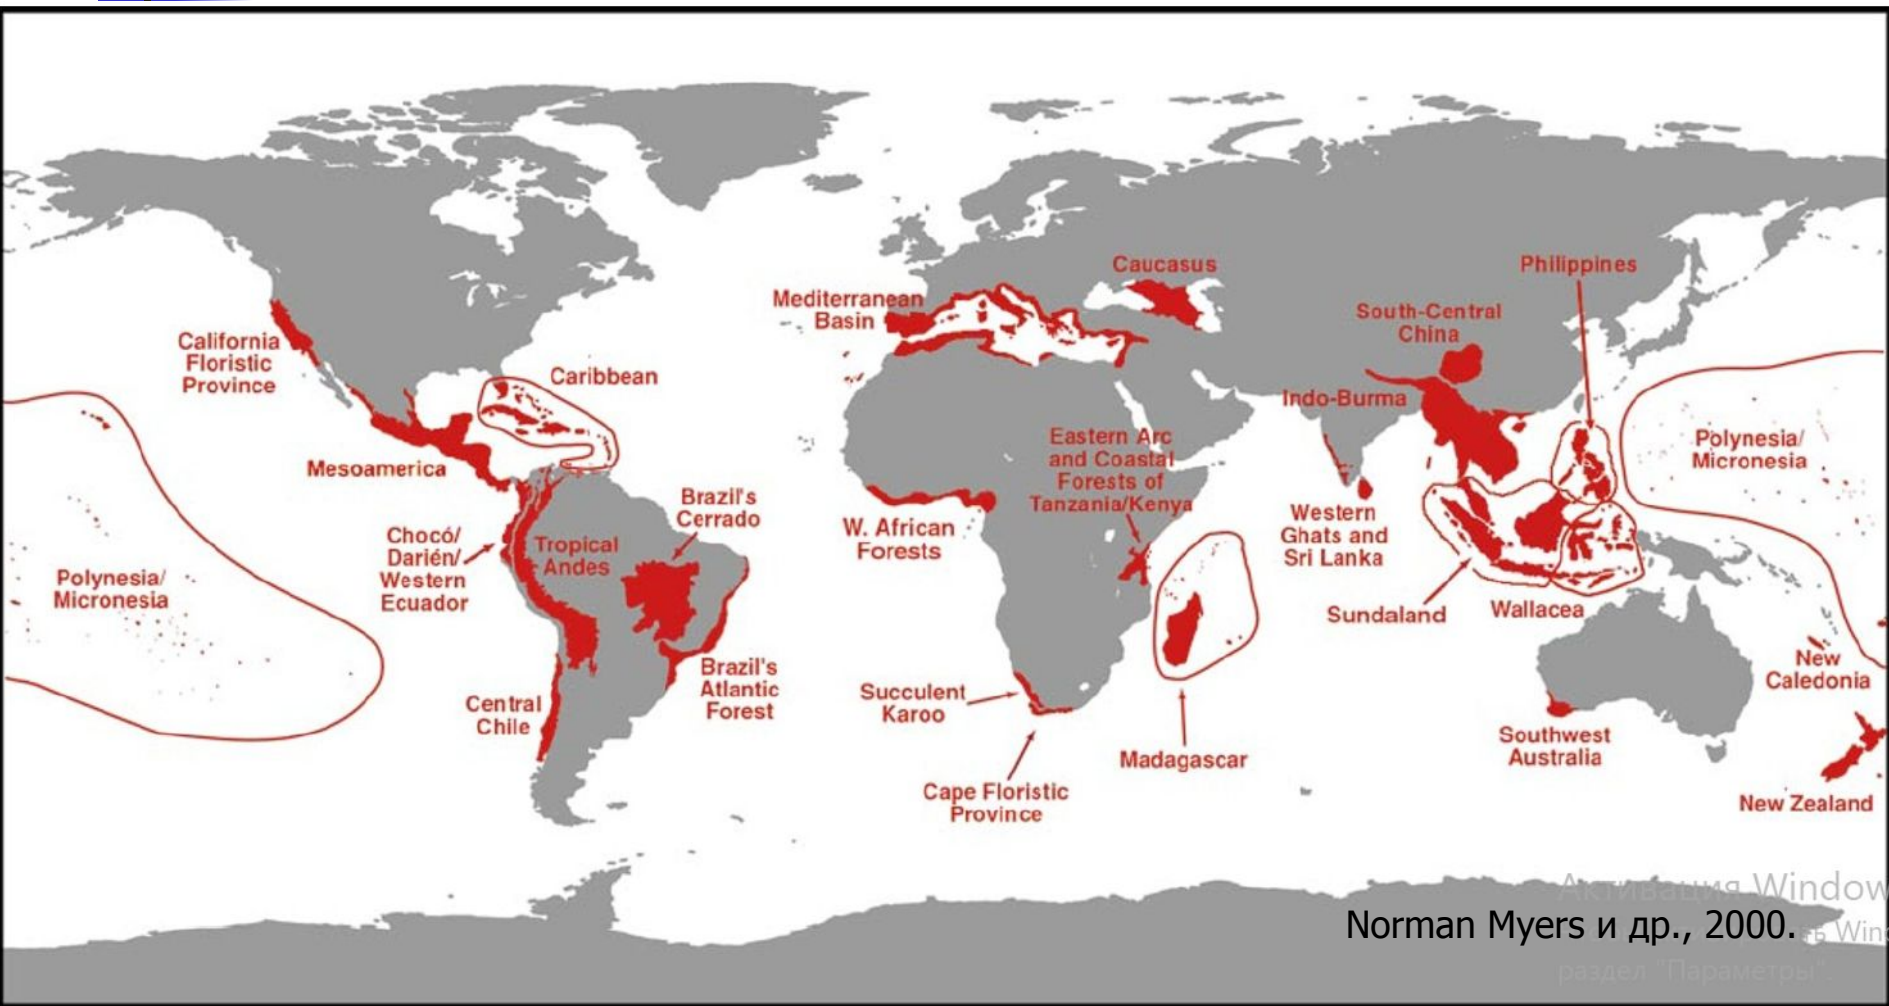 Caucasus
Philippines
Mediterranean
Basin
South-Central
China
California
Floristic
Province
Caribbean
Indo-Burma
Eastern Arc
and Coastal
Forests of
Tanzania/Kenya
Polynesia/
Micronesia
Mesoamerica
Brazil's
Cerrado
W. African
Forests
Western
Ghats and
Sri Lanka
Chocó/
Darién/
Western
Ecuador
Tropical
Andes
Polynesia/
Micronesia
Sundaland
Wallacea
New
Caledonia
Brazil's
Atlantic
Forest
Central
Chile
Succulent
Karoo
Madagascar
Southwest
Australia
Cape Floristic
Province
New Zealand
Активация Window
Norman Myers и др., 2000.
ь Win
раздел "Параметры".